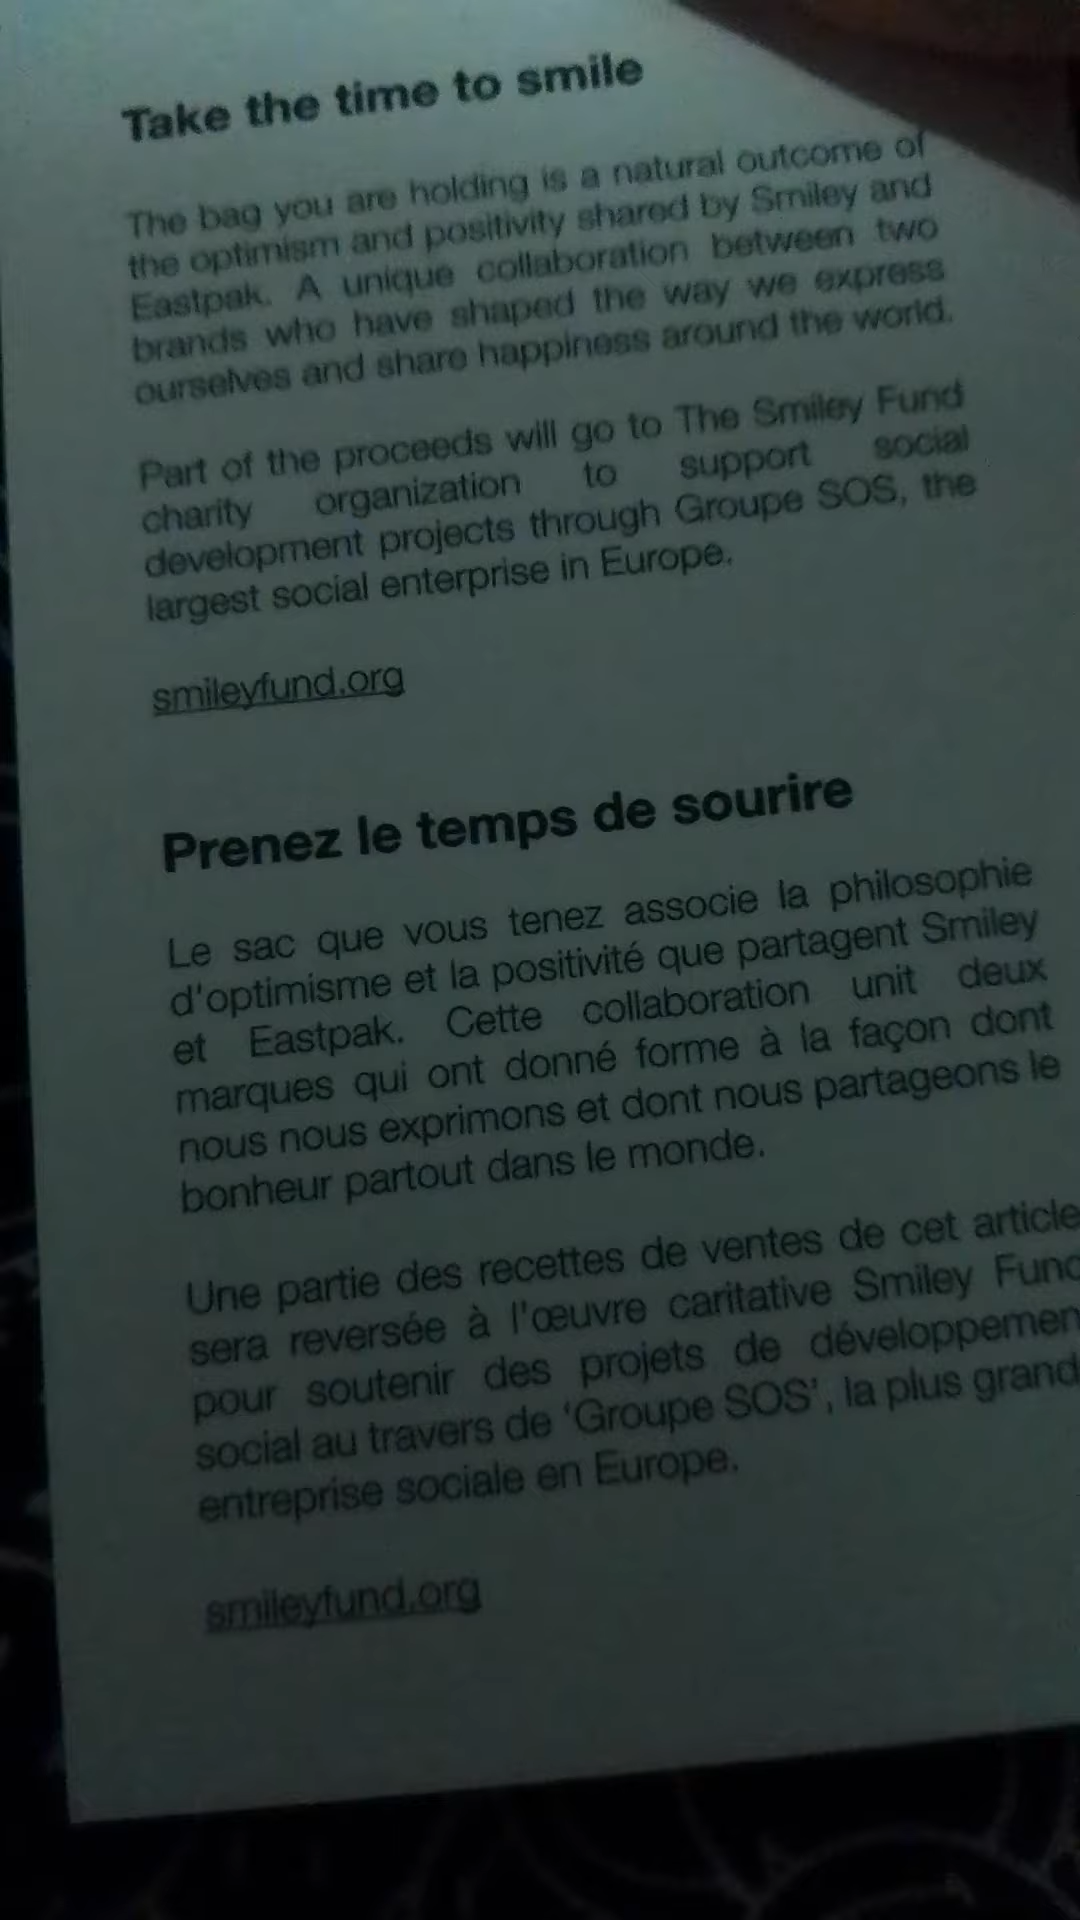 Take the time to smile
The bag you are holding is a natural outcome of
the optimism and positivity shared by Smiley and
Eastpak. A unique collaboration between two
brands who have shaped the way we express
ourselves and share happiness around the world.
Part of the proceeds will go to The Smiley Fund
charity organization to support social
development projects through Groupe SOS, the
largest social enterprise in Europe.
smileyfund.org
Prenez le temps de sourire
Le sac que vous tenez associe la philosophie
d'optimisme et la positivité que partagent Smiley
et Eastpak. Cette collaboration unit deux
marques qui ont donné forme à la façon dont
nous nous exprimons et dont nous partageons le
bonheur partout dans le monde.
Une partie des recettes de ventes de cet article
sera reversée à l'œuvre caritative Smiley Fund
pour soutenir des projets de développemen
social au travers de 'Groupe SOS', la plus grand
entreprise sociale en Europe.
smileyfund.org